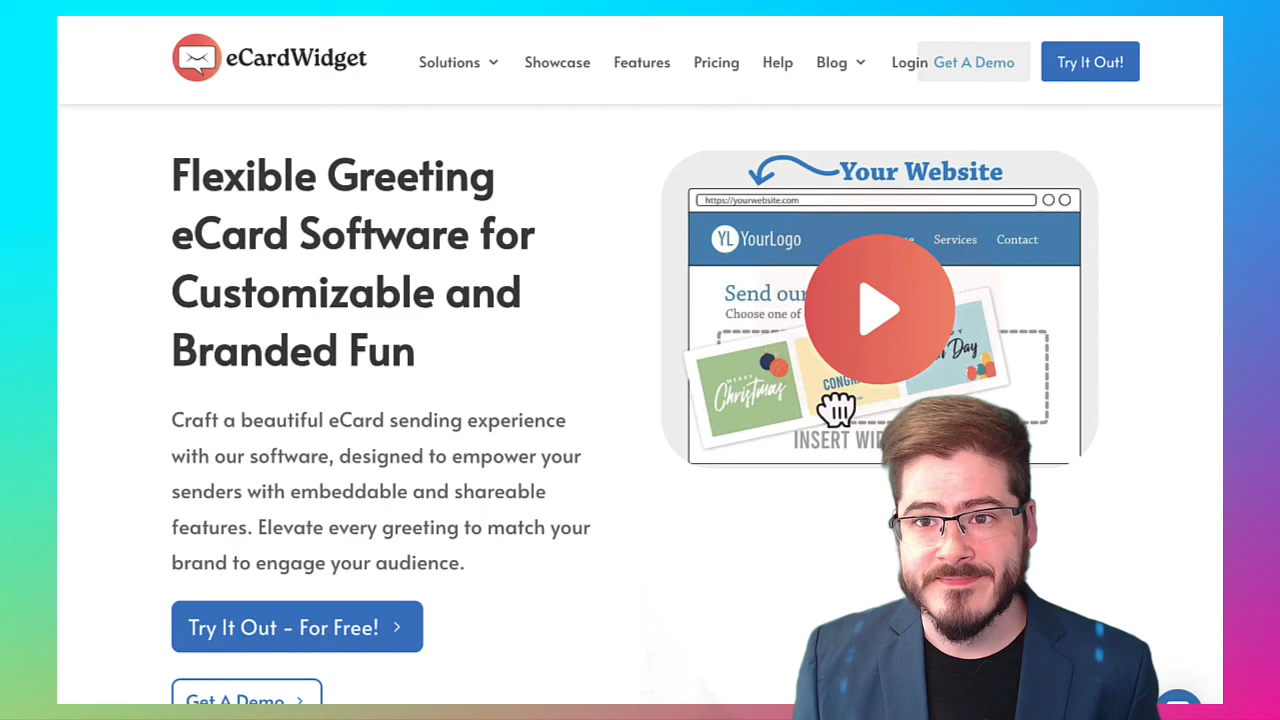 eCardWidget
Solutions Showcase Features Pricing Help Blog Login Get A Demo Try It Out!
Flexible Greeting
eCard Software for
Customizable and
Branded Fun
Craft a beautiful eCard sending experience
with our software, designed to empower your
senders with embeddable and shareable
features. Elevate every greeting to match your
brand to engage your audience.
Try It Out - For Free!
Get A Demo
Your Website
https://yourwebsite.com
YL YourLogo
Services Contact
Send our
Choose one of
MERRY
Christmas
Day
INSERT